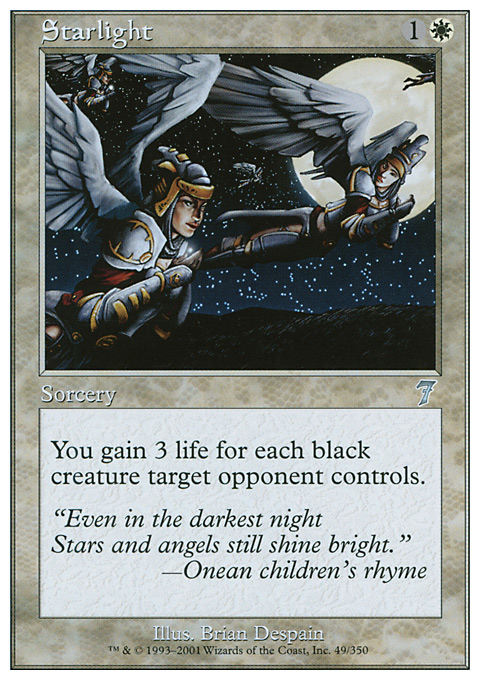 Starlight 1
Sorcery 7
You gain 3 life for each black
creature target opponent controls.
“Even in the darkest night
Stars and angels still shine bright.”
—Onean children’s rhyme
Illus. Brian Despain
™ & © 1993–2001 Wizards of the Coast, Inc. 49/350